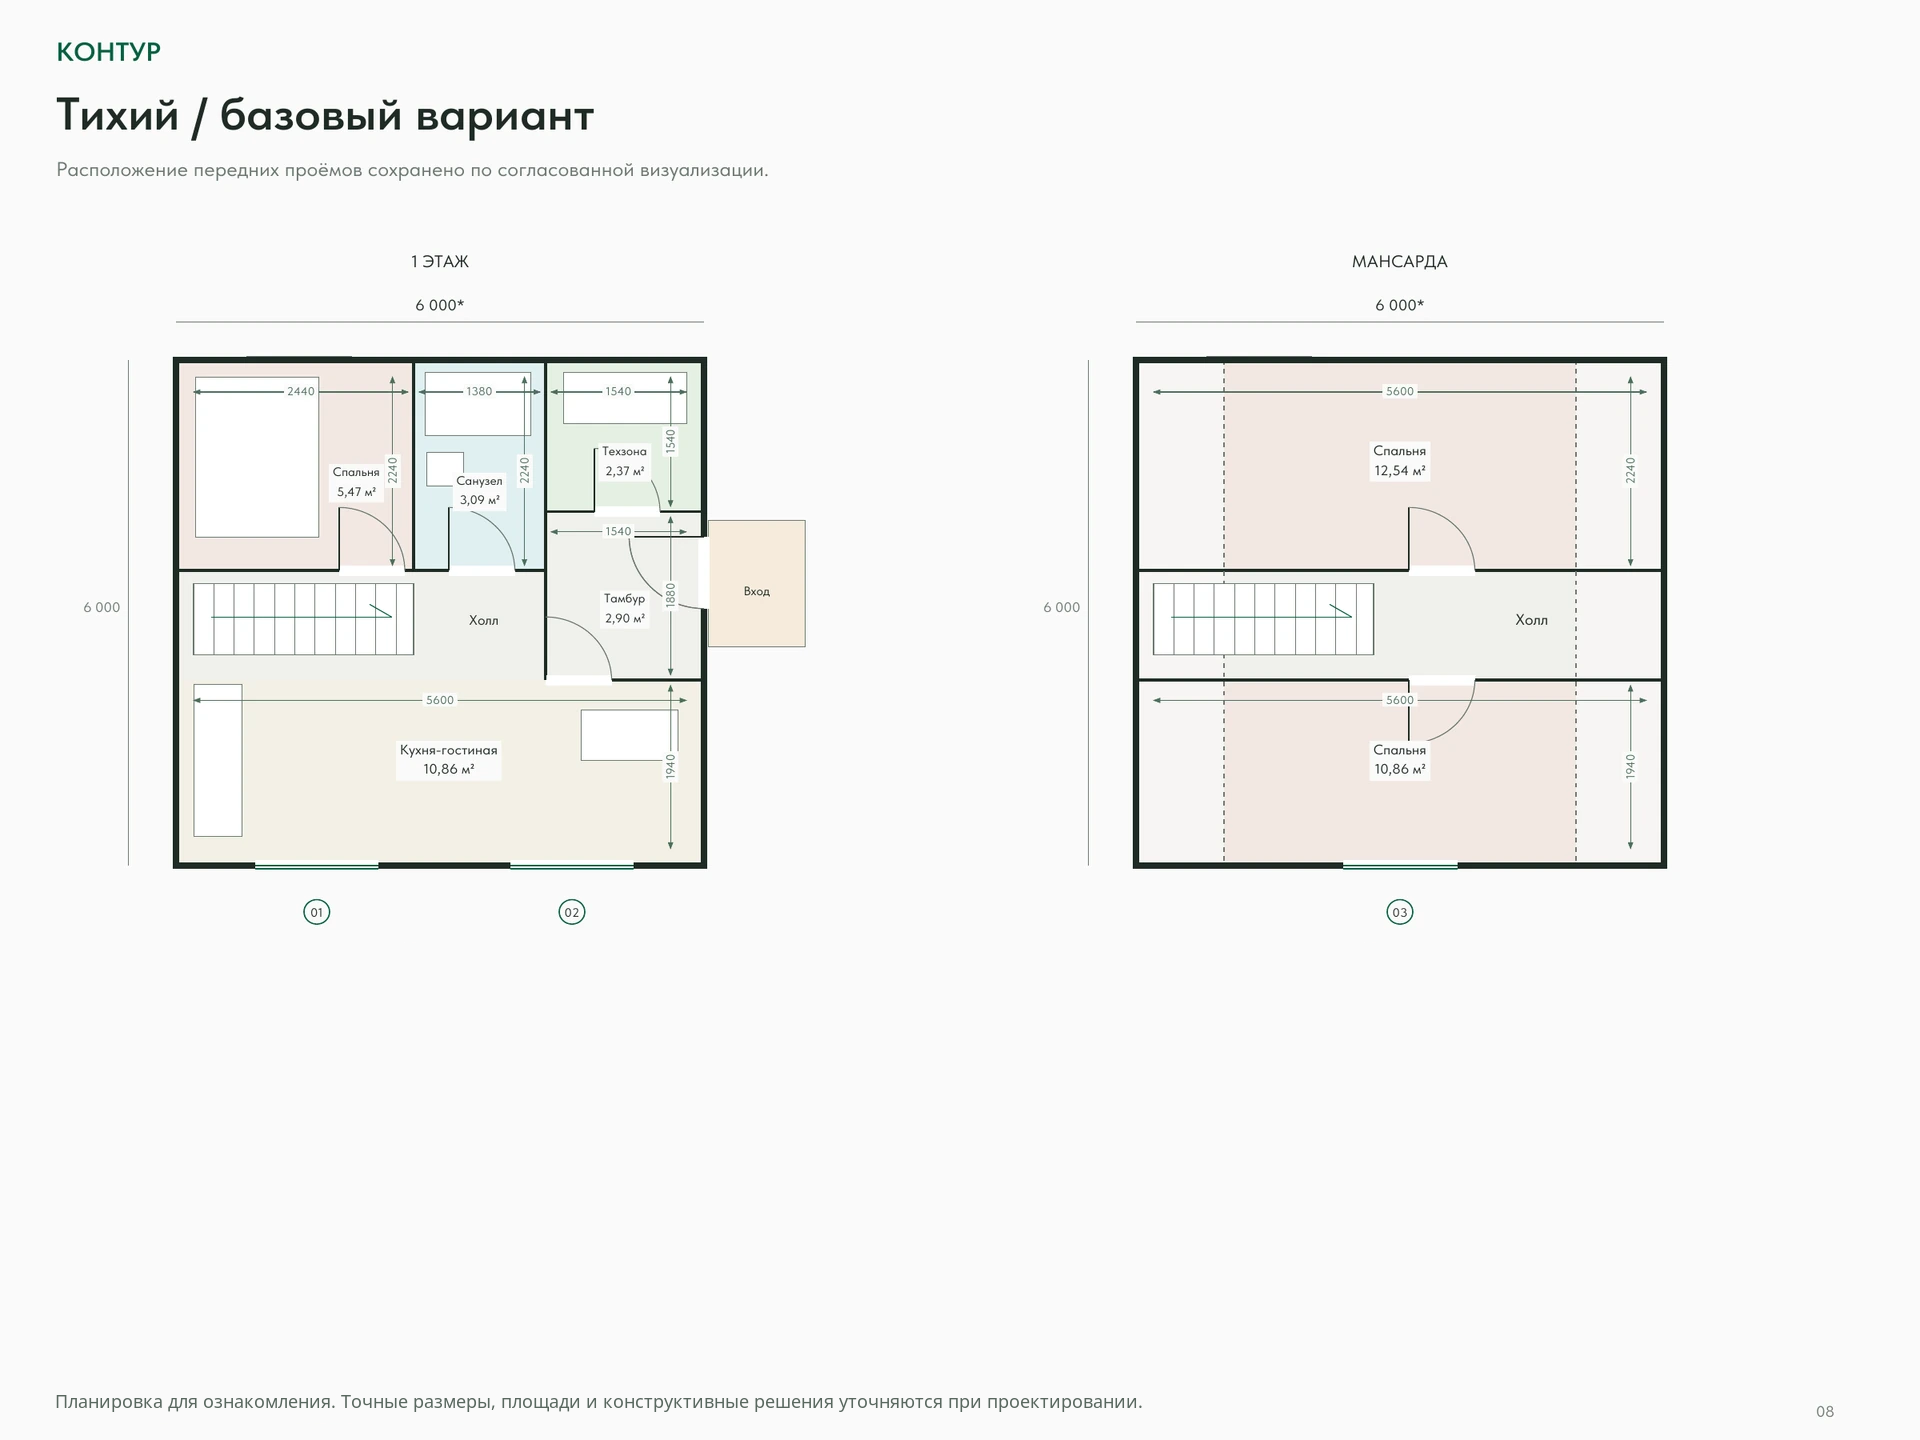 КОНТУР
Тихий / базовый вариант
Расположение передних проёмов сохранено по согласованной визуализации.
1 ЭТАЖ
6 000*
6 000
2440
2240
Спальня
5,47 м²
1380
2240
Санузел
3,09 м²
1540
1540
Техзона
2,37 м²
1540
1880
Тамбур
2,90 м²
Вход
Холл
5600
1940
Кухня-гостиная
10,86 м²
01
02
МАНСАРДА
6 000*
6 000
5600
2240
Спальня
12,54 м²
Холл
5600
1940
Спальня
10,86 м²
03
Планировка для ознакомления. Точные размеры, площади и конструктивные решения уточняются при проектировании.
08